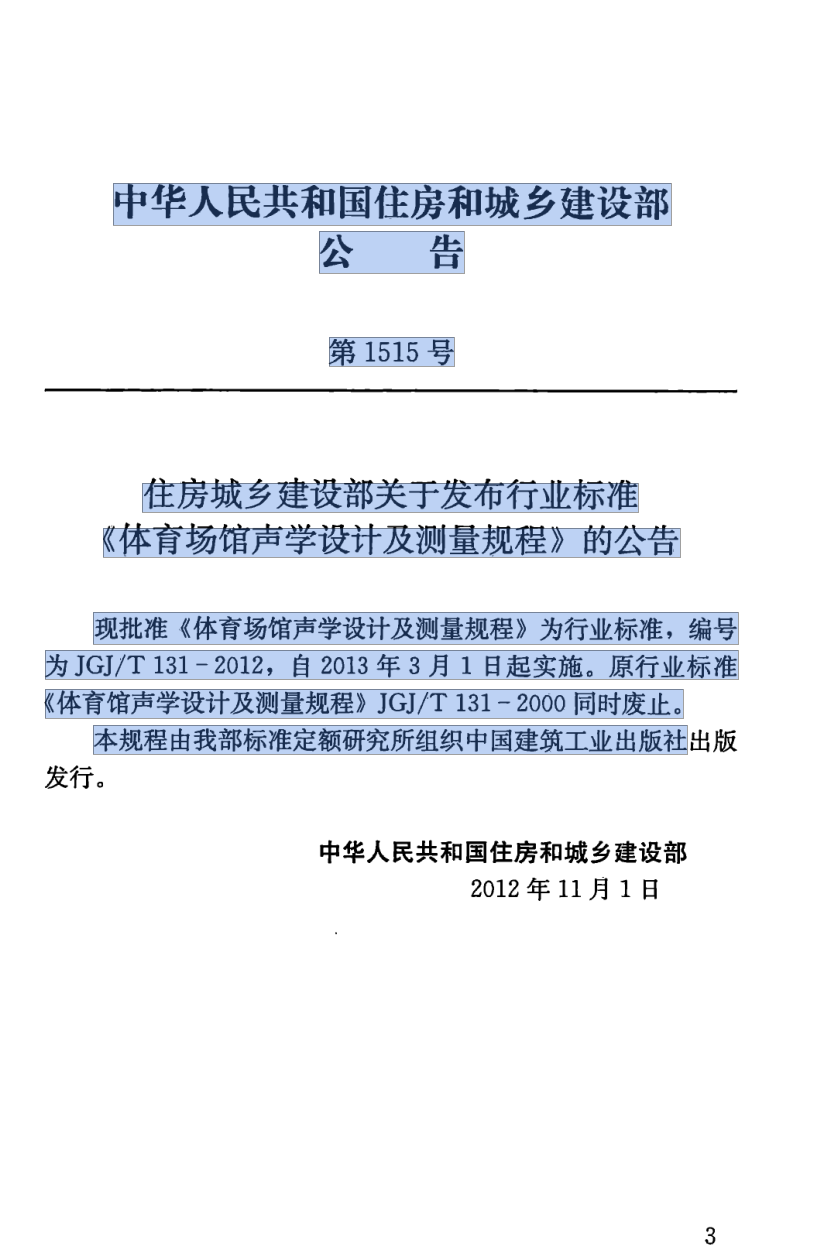 中华人民共和国住房和城乡建设部
公 告
第 1515 号
住房城乡建设部关于发布行业标准
《体育场馆声学设计及测量规程》的公告
现批准《体育场馆声学设计及测量规程》为行业标准，编号
为 JGJ/T 131－2012，自 2013 年 3 月 1 日起实施。原行业标准
《体育馆声学设计及测量规程》JGJ/T 131－2000 同时废止。
本规程由我部标准定额研究所组织中国建筑工业出版社出版
发行。
中华人民共和国住房和城乡建设部
2012 年 11 月 1 日
3